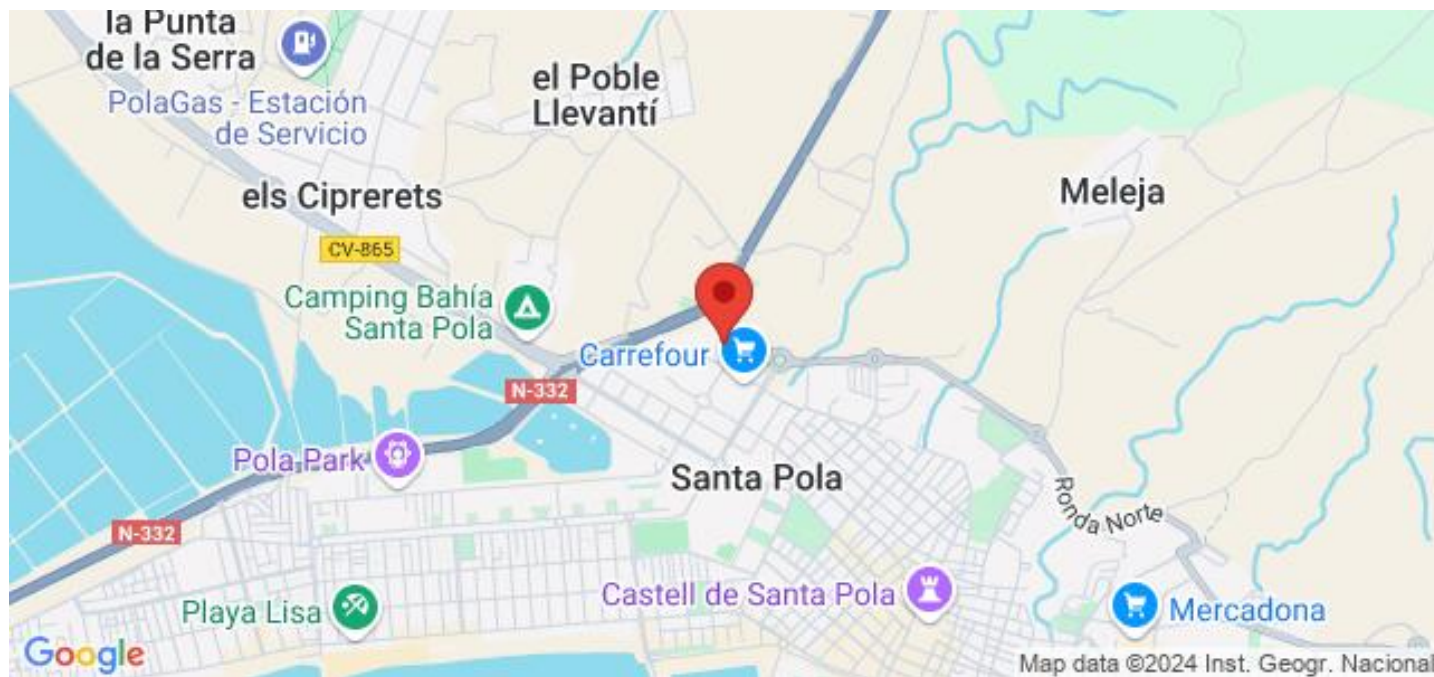 la Punta
de la Serra
PolaGas - Estación
de Servicio
el Poble
Llevantí
els Ciprerets
Meleja
CV-865
Camping Bahía
Santa Pola
Carrefour
N-332
Pola Park
Santa Pola
Ronda Norte
N-332
Castell de Santa Pola
Playa Lisa
Mercadona
Google
Map data ©2024 Inst. Geogr. Nacional